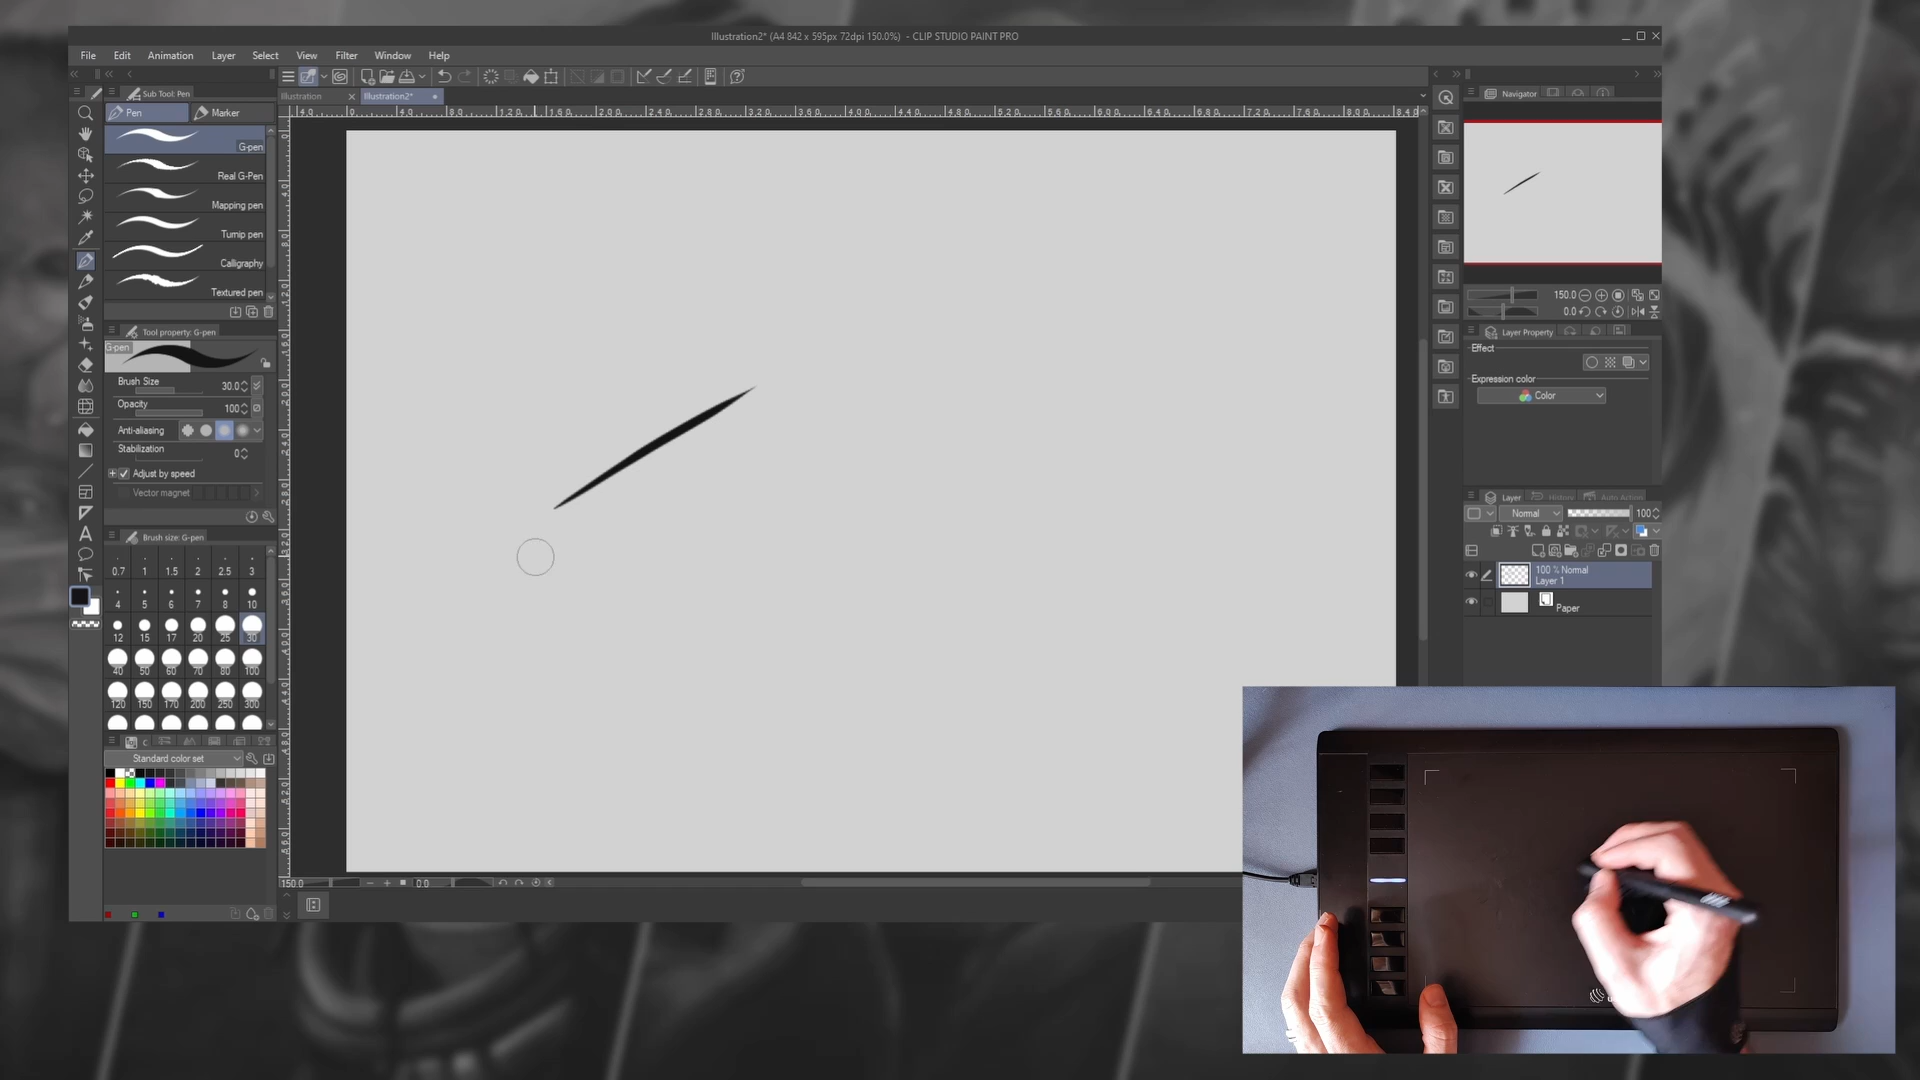 Illustration2* (A4 842 x 595px 72dpi 150.0%) - CLIP STUDIO PAINT PRO
File Edit Animation Layer Select View Filter Window Help
Sub Tool: Pen
Pen Marker
G-pen
Real G-Pen
Mapping pen
Turnip pen
Calligraphy
Textured pen
Tool property: G-pen
G-pen
Brush Size 30.0
Opacity 100
Anti-aliasing
Stabilization 0
Adjust by speed
Vector magnet
Brush size: G-pen
0.7 1 1.5 2 2.5 3
4 5 6 7 8 10
12 15 17 20 25 30
40 50 60 70 80 100
120 150 170 200 250 300
Standard color set
Illustration
Illustration2*
150.0
0.0
Navigator
150.0
0.0
Layer Property
Effect
Expression color
Color
Layer History Auto Action
Normal 100
100 % Normal
Layer 1
Paper